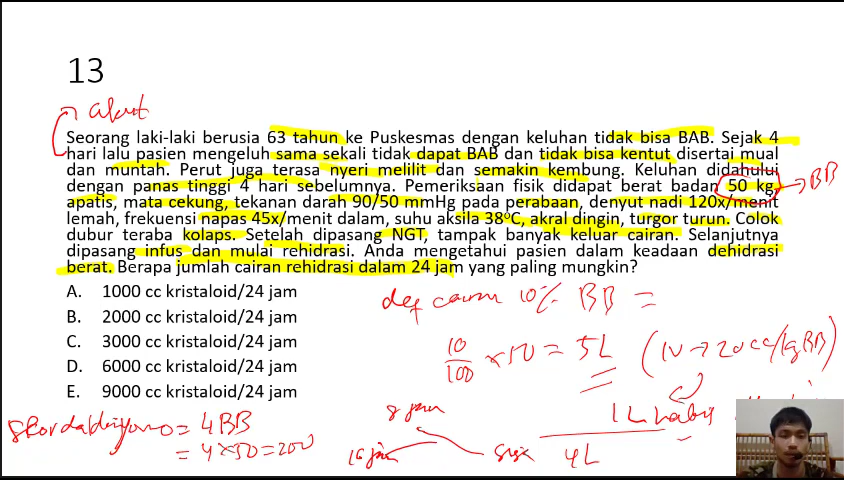 13
akut
Seorang laki-laki berusia 63 tahun ke Puskesmas dengan keluhan tidak bisa BAB. Sejak 4
hari lalu pasien mengeluh sama sekali tidak dapat BAB dan tidak bisa kentut disertai mual
dan muntah. Perut juga terasa nyeri melilit dan semakin kembung. Keluhan didahului
dengan panas tinggi 4 hari sebelumnya. Pemeriksaan fisik didapat berat badan 50 kg,
BB
apatis, mata cekung, tekanan darah 90/50 mmHg pada perabaan, denyut nadi 120x/menit
lemah, frekuensi napas 45x/menit dalam, suhu aksila 38°C, akral dingin, turgor turun. Colok
dubur teraba kolaps. Setelah dipasang NGT, tampak banyak keluar cairan. Selanjutnya
dipasang infus dan mulai rehidrasi. Anda mengetahui pasien dalam keadaan dehidrasi
berat. Berapa jumlah cairan rehidrasi dalam 24 jam yang paling mungkin?
A. 1000 cc kristaloid/24 jam
B. 2000 cc kristaloid/24 jam
C. 3000 cc kristaloid/24 jam
D. 6000 cc kristaloid/24 jam
E. 9000 cc kristaloid/24 jam
def cairan 10% BB =
10/100 × 50 = 5L (IV → 20 cc/kgBB)
1L habis
8 jam
16 jam
sisa 4L
= 4 BB
= 4 × 50 = 200